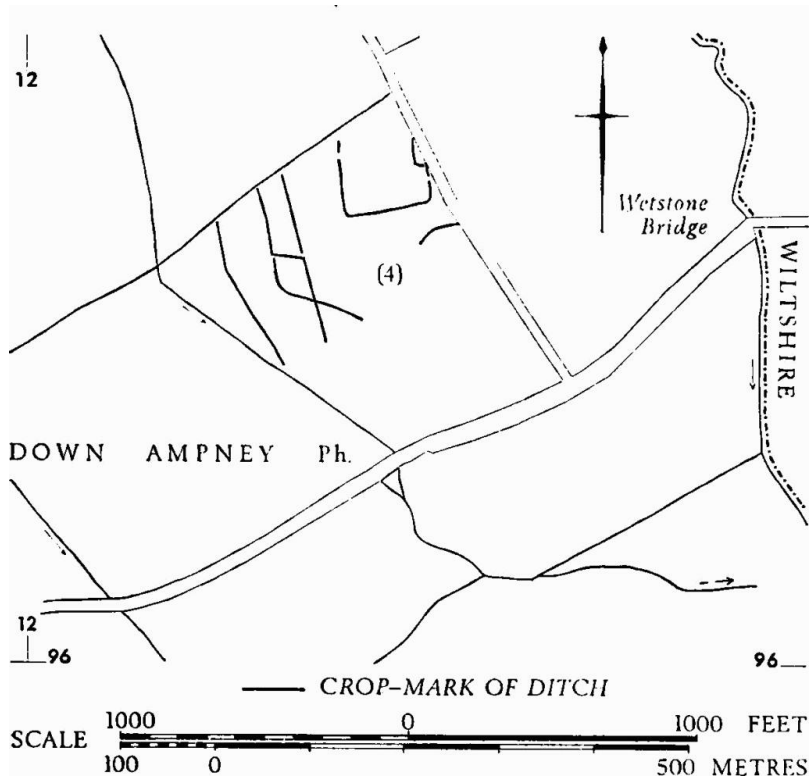 12
Wetstone
Bridge
(4)
WILTSHIRE
DOWN AMPNEY Ph.
12
96
96
CROP-MARK OF DITCH
1000 0 1000 FEET
SCALE
100 0 500 METRES